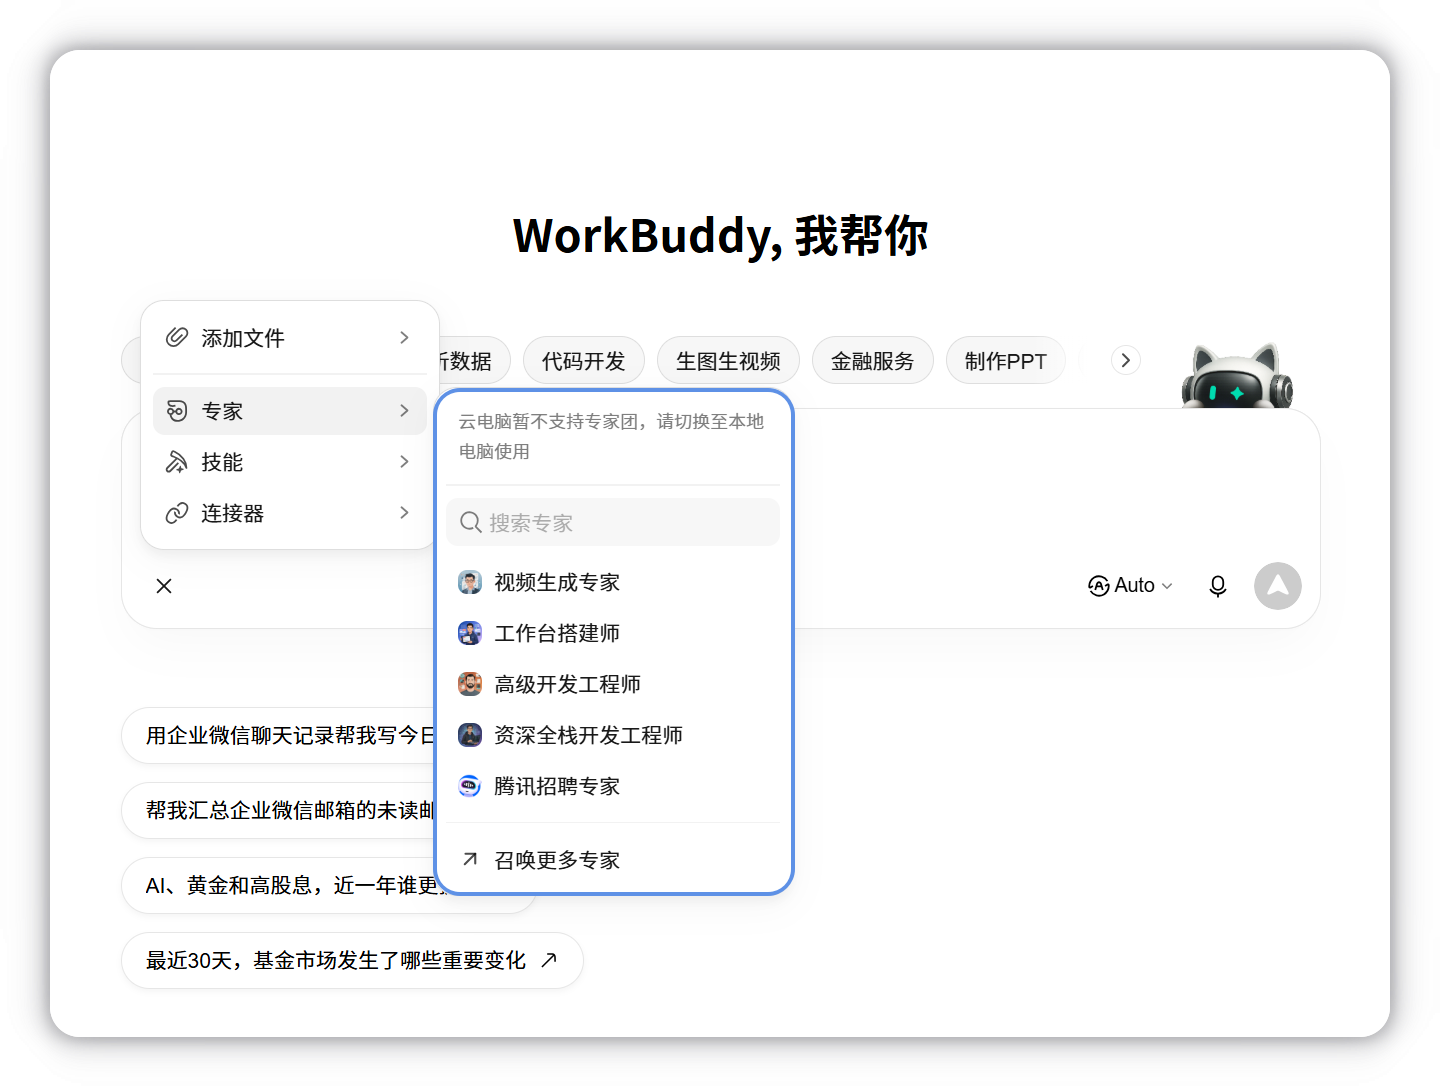 WorkBuddy, 我帮你
数据
代码开发
生图生视频
金融服务
制作PPT
添加文件
专家
技能
连接器
云电脑暂不支持专家团，请切换至本地
电脑使用
搜索专家
视频生成专家
工作台搭建师
高级开发工程师
资深全栈开发工程师
腾讯招聘专家
召唤更多专家
Auto
用企业微信聊天记录帮我写今日
帮我汇总企业微信邮箱的未读邮
AI、黄金和高股息，近一年谁更
最近30天，基金市场发生了哪些重要变化